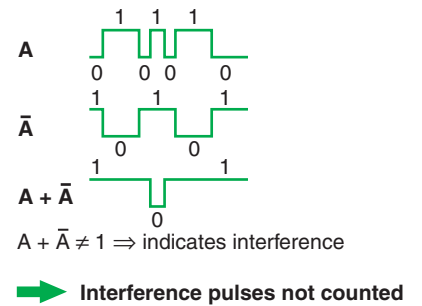 1 1 1
A
0 0 0 0
1 1 1
Ā
0 0
1 1
A + Ā
0
A + Ā ≠ 1 ⇒ indicates interference
Interference pulses not counted